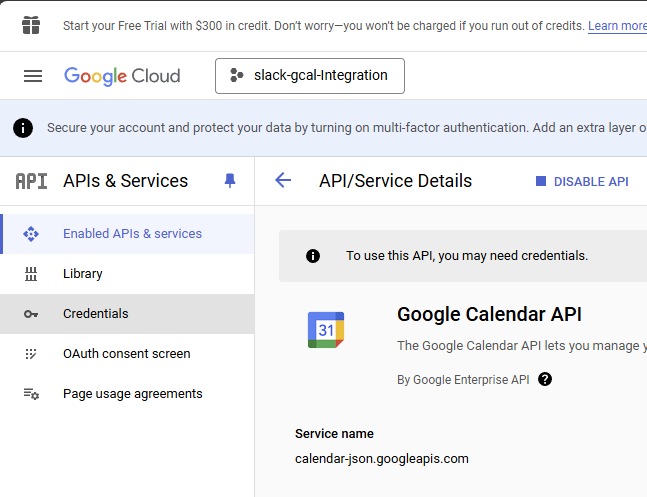 Start your Free Trial with $300 in credit. Don't worry—you won't be charged if you run out of credits. Learn more
Google Cloud
slack-gcal-Integration
Secure your account and protect your data by turning on multi-factor authentication. Add an extra layer o
API APIs & Services
API/Service Details
DISABLE API
Enabled APIs & services
Library
Credentials
OAuth consent screen
Page usage agreements
To use this API, you may need credentials.
31
Google Calendar API
The Google Calendar API lets you manage y
By Google Enterprise API ?
Service name
calendar-json.googleapis.com